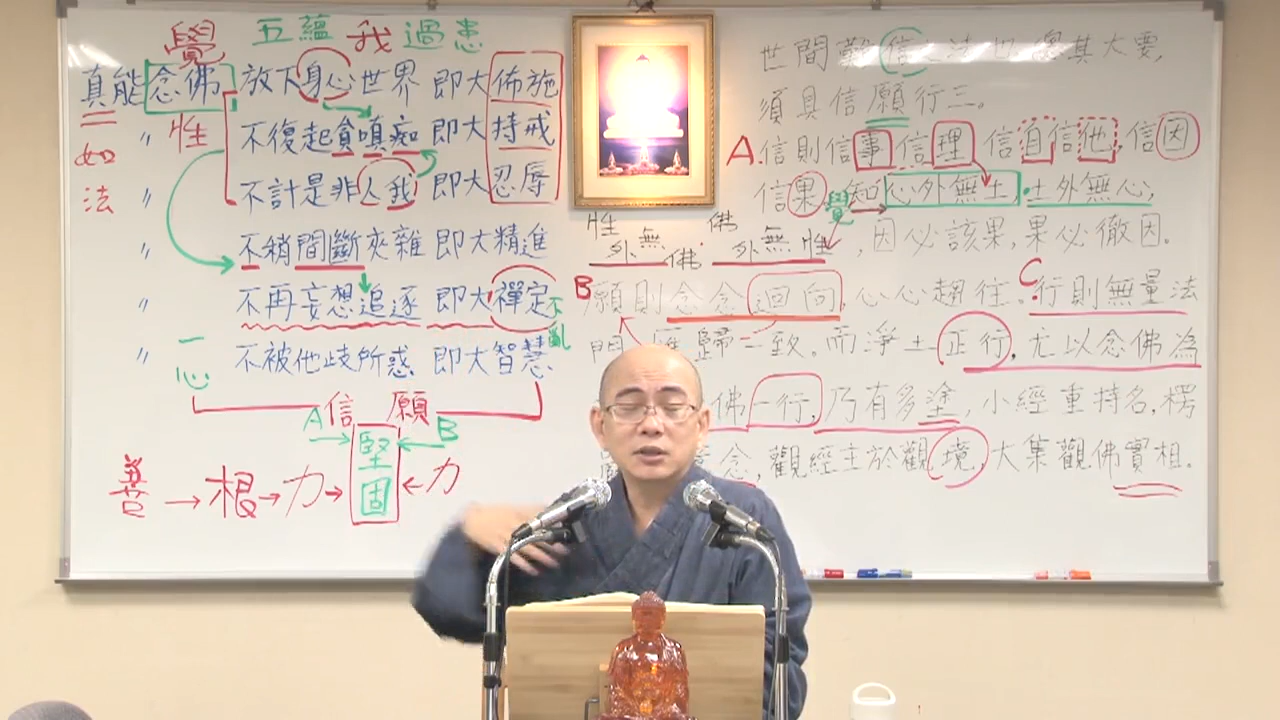 覺 五蘊我過患
真能念佛 放下身心世界 即大佈施
〃 性 不復起貪嗔痴 即大持戒
〃 不計是非人我 即大忍辱
〃 不稍間斷夾雜 即大精進
〃 不再妄想追逐 即大禪定
不亂
〃 不被他歧所惑 即大智慧
二如法
一心
A 信 願 B
堅固
善→根→力→ ←力
世間難信之法也
其大要,
須具信願行三。
A.信則信事信理 信自信他,信因
信果,知心外無土,土外無心,
覺
性外無佛.佛外無性,因必該果,果必徹因。
B 願則念念迴向,心心趨往。C.行則無量法
門 歸一致。而淨土正行,尤以念佛為
佛一行,乃有多塗,小經重持名,楞
念,觀經主於觀境,大集觀佛實相。